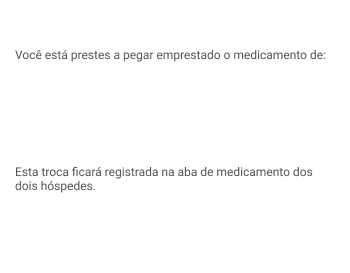 Você está prestes a pegar emprestado o medicamento de:
Esta troca ficará registrada na aba de medicamento dos
dois hóspedes.